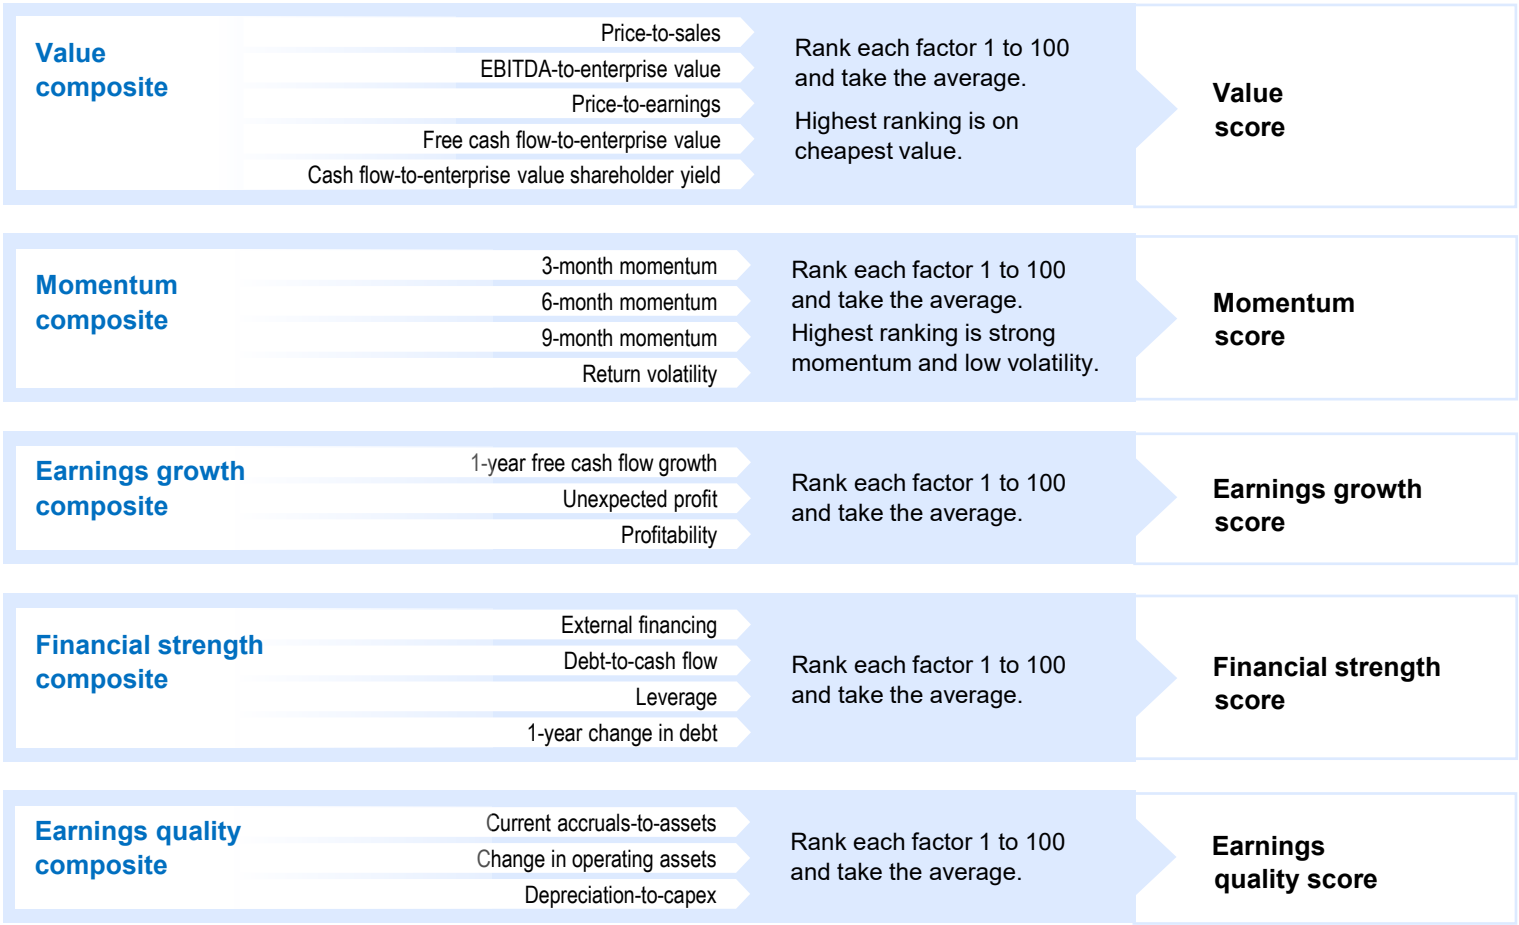 Value
composite
Price-to-sales
EBITDA-to-enterprise value
Price-to-earnings
Free cash flow-to-enterprise value
Cash flow-to-enterprise value shareholder yield
Rank each factor 1 to 100
and take the average.
Highest ranking is on
cheapest value.
Value
score
Momentum
composite
3-month momentum
6-month momentum
9-month momentum
Return volatility
Rank each factor 1 to 100
and take the average.
Highest ranking is strong
momentum and low volatility.
Momentum
score
Earnings growth
composite
1-year free cash flow growth
Unexpected profit
Profitability
Rank each factor 1 to 100
and take the average.
Earnings growth
score
Financial strength
composite
External financing
Debt-to-cash flow
Leverage
1-year change in debt
Rank each factor 1 to 100
and take the average.
Financial strength
score
Earnings quality
composite
Current accruals-to-assets
Change in operating assets
Depreciation-to-capex
Rank each factor 1 to 100
and take the average.
Earnings
quality score